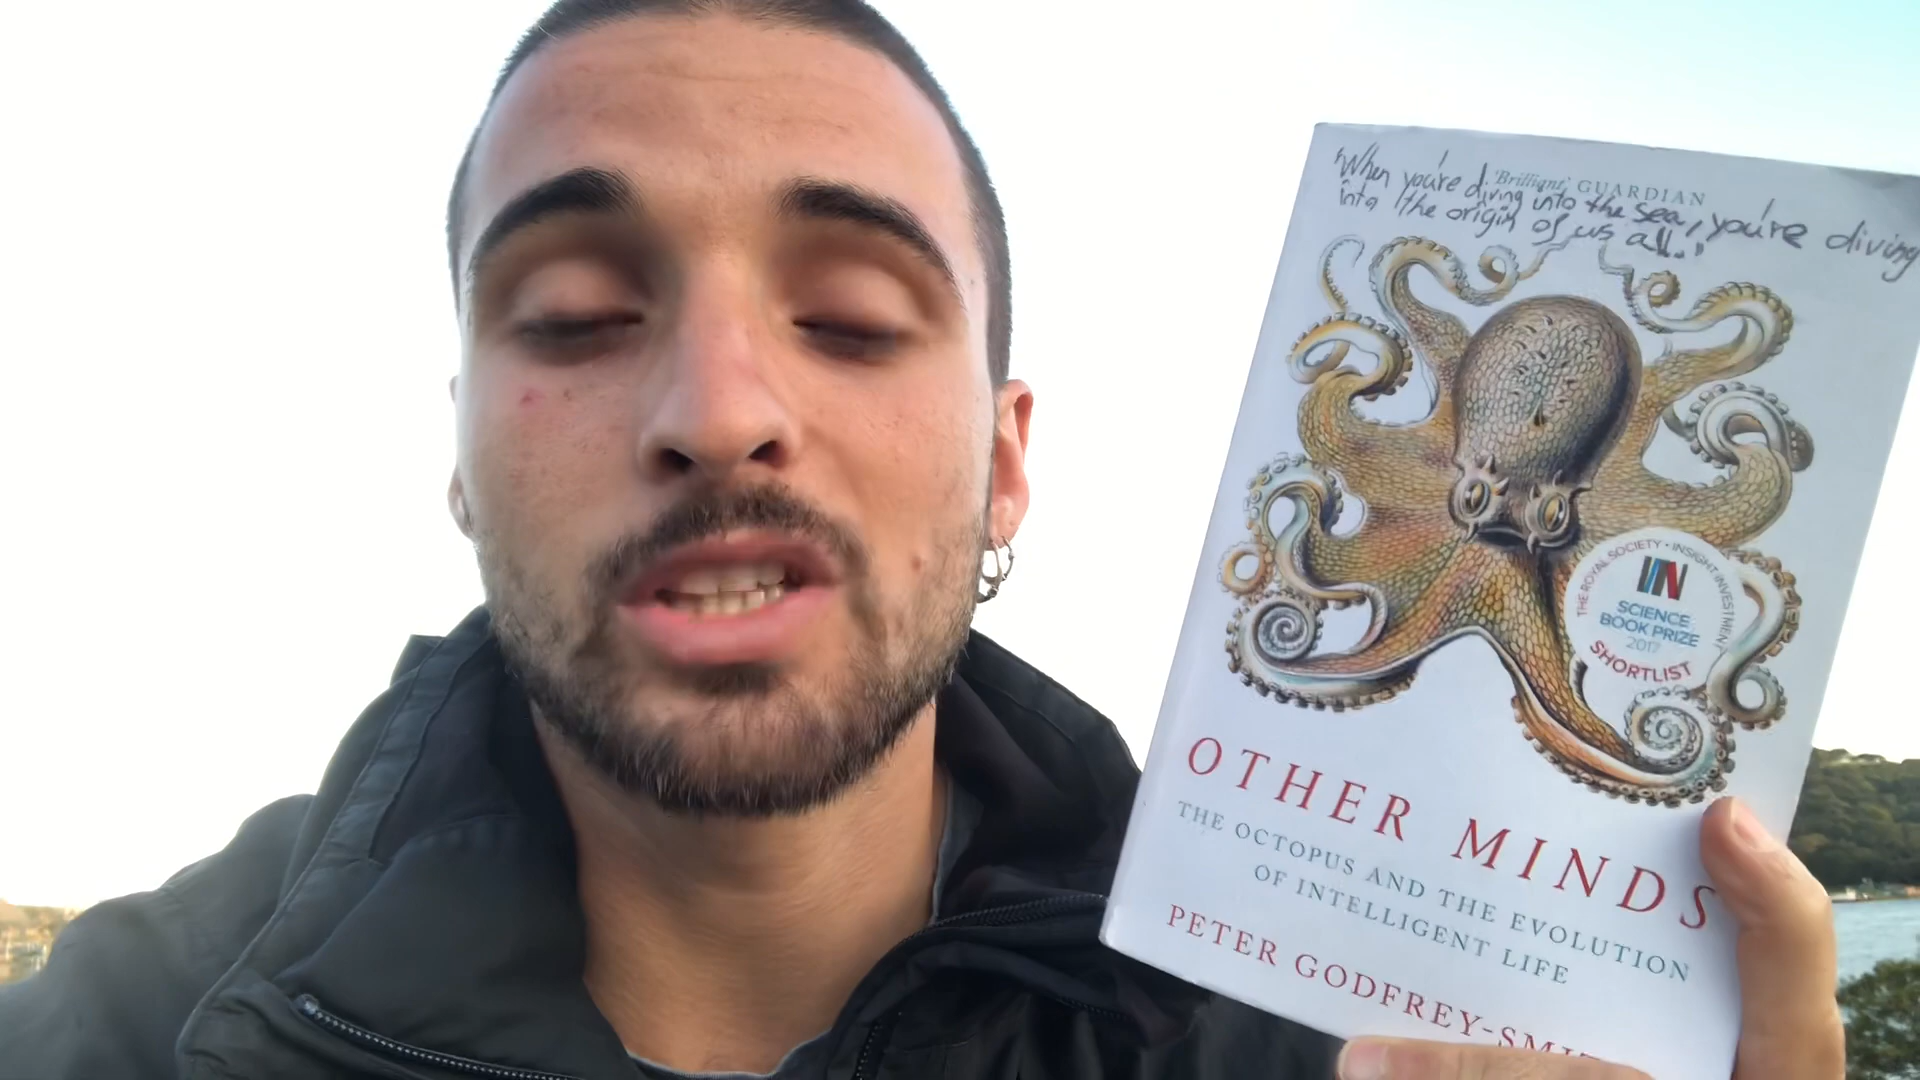 "When you're diving into the sea, you're diving
into the origin of us all."
'Brilliant' GUARDIAN
THE ROYAL SOCIETY • INSIGHT INVESTMENT
SCIENCE
BOOK PRIZE
2017
SHORTLIST
OTHER MINDS
THE OCTOPUS AND THE EVOLUTION
OF INTELLIGENT LIFE
PETER GODFREY-SMIT